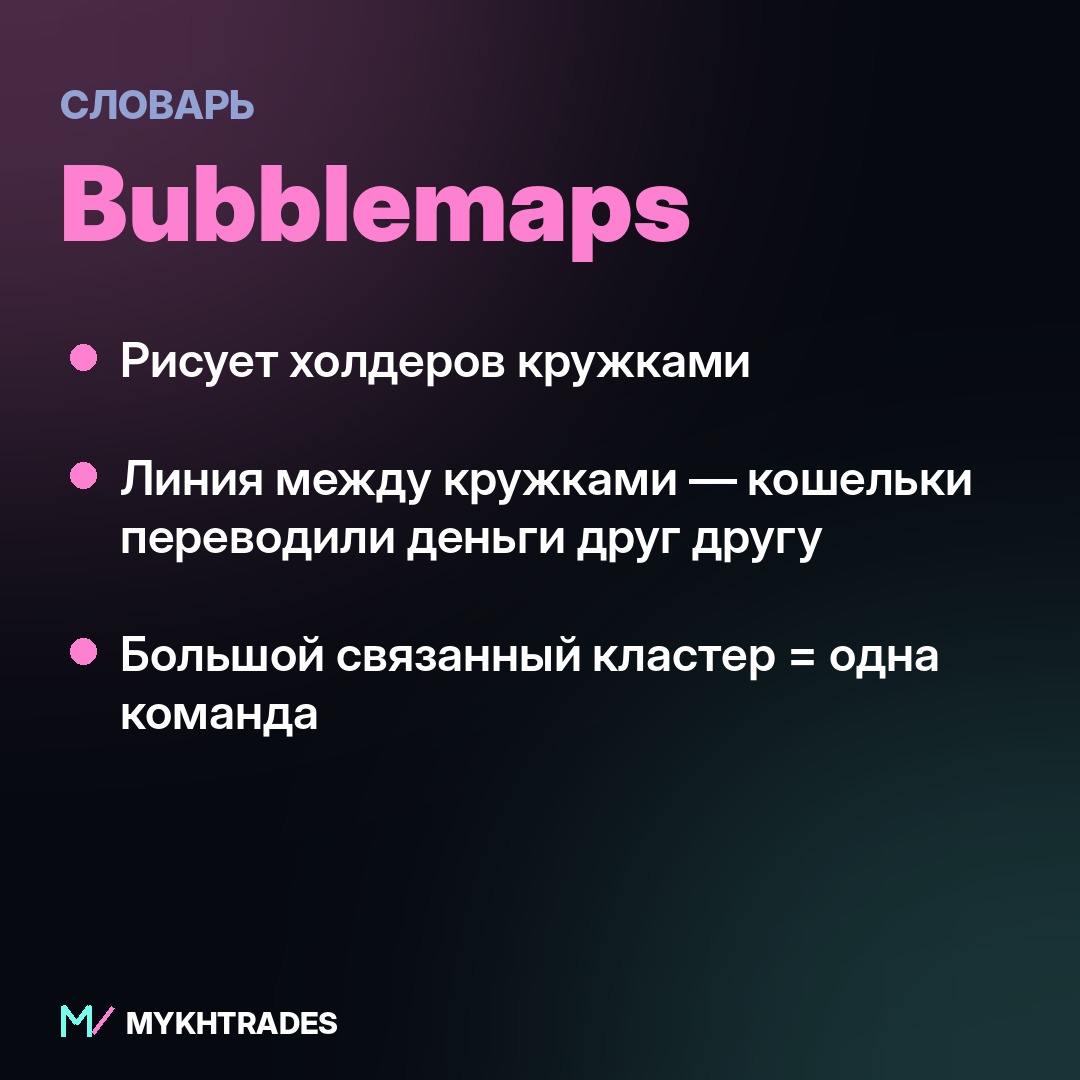 СЛОВАРЬ
Bubblemaps
Рисует холдеров кружками
Линия между кружками — кошельки
переводили деньги друг другу
Большой связанный кластер = одна
команда
M/ MYKHTRADES